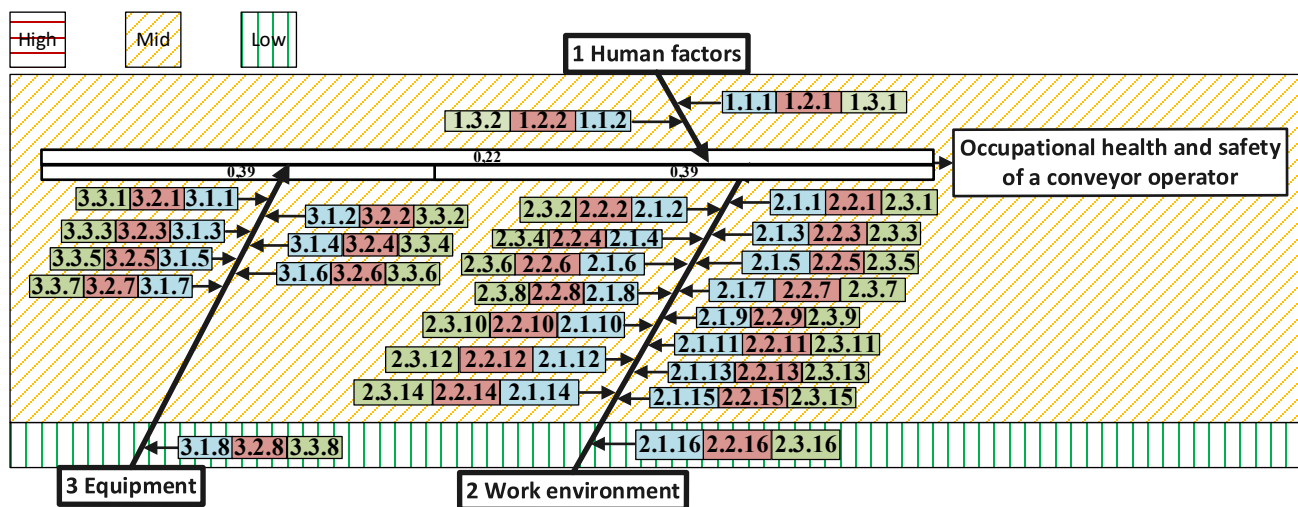 High Mid Low
1 Human factors
1.1.1 1.2.1 1.3.1
1.3.2 1.2.2 1.1.2
0,22
0,39 0,39
Occupational health and safety
of a conveyor operator
3.3.1 3.2.1 3.1.1
3.1.2 3.2.2 3.3.2
3.3.3 3.2.3 3.1.3
3.1.4 3.2.4 3.3.4
3.3.5 3.2.5 3.1.5
3.1.6 3.2.6 3.3.6
3.3.7 3.2.7 3.1.7
2.1.1 2.2.1 2.3.1
2.3.2 2.2.2 2.1.2
2.1.3 2.2.3 2.3.3
2.3.4 2.2.4 2.1.4
2.1.5 2.2.5 2.3.5
2.3.6 2.2.6 2.1.6
2.1.7 2.2.7 2.3.7
2.3.8 2.2.8 2.1.8
2.1.9 2.2.9 2.3.9
2.3.10 2.2.10 2.1.10
2.1.11 2.2.11 2.3.11
2.3.12 2.2.12 2.1.12
2.1.13 2.2.13 2.3.13
2.3.14 2.2.14 2.1.14
2.1.15 2.2.15 2.3.15
3.1.8 3.2.8 3.3.8
2.1.16 2.2.16 2.3.16
3 Equipment
2 Work environment